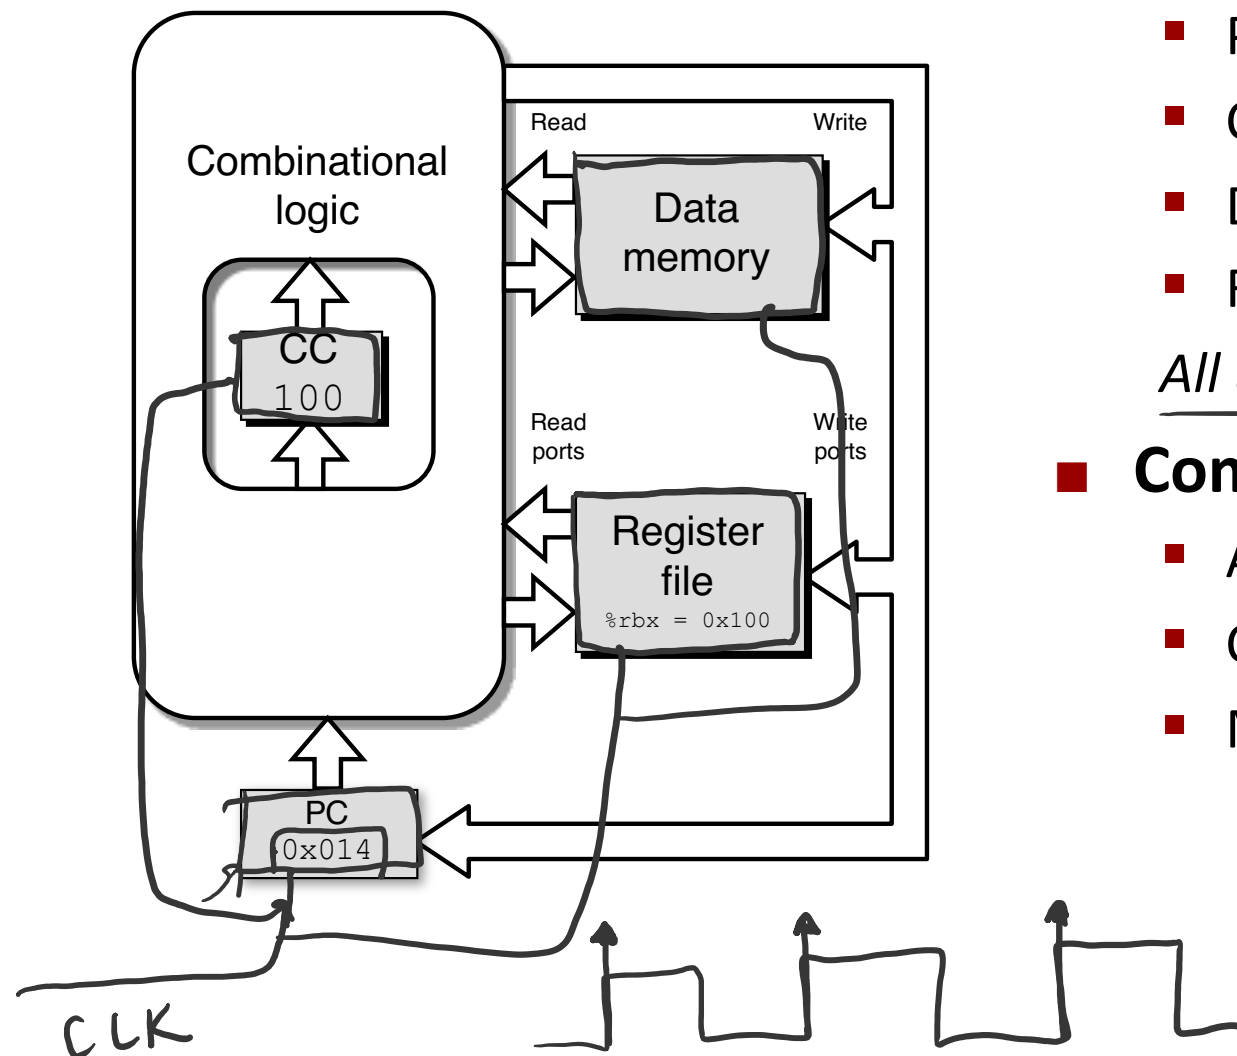 Combinational
logic
CC
100
Read
Write
Data
memory
Read
ports
Write
ports
Register
file
%rbx = 0x100
PC
0x014
CLK
All
Con